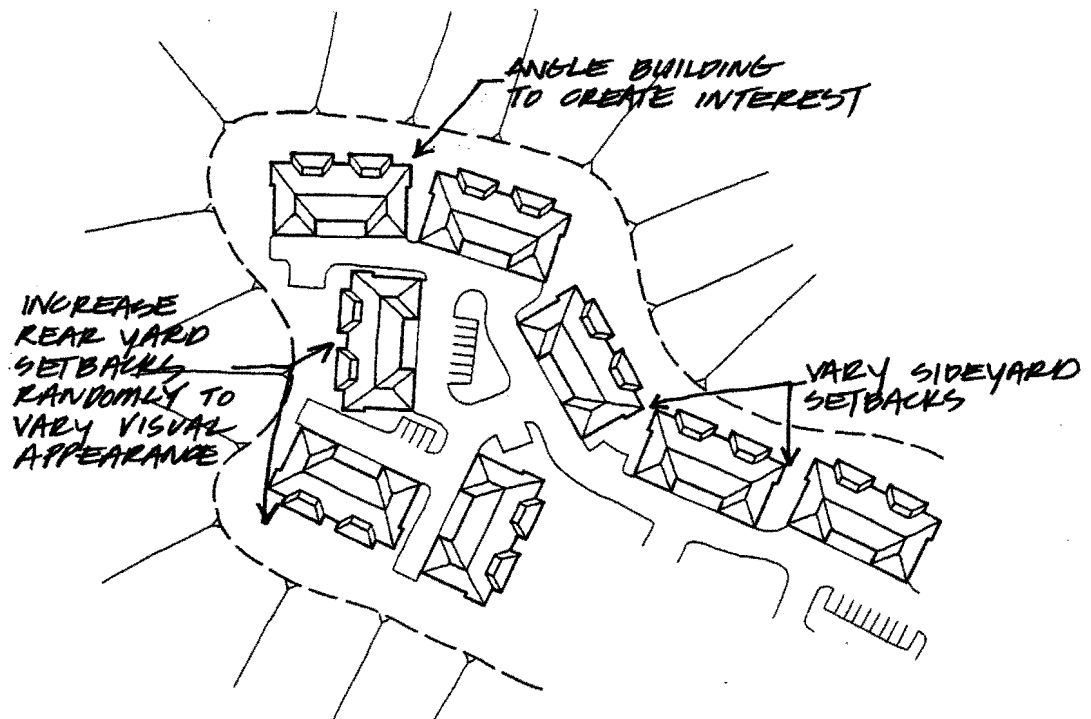 ANGLE BUILDING
TO CREATE INTEREST
INCREASE
REAR YARD
SETBACKS
RANDOMLY TO
VARY VISUAL
APPEARANCE
VARY SIDEYARD
SETBACKS